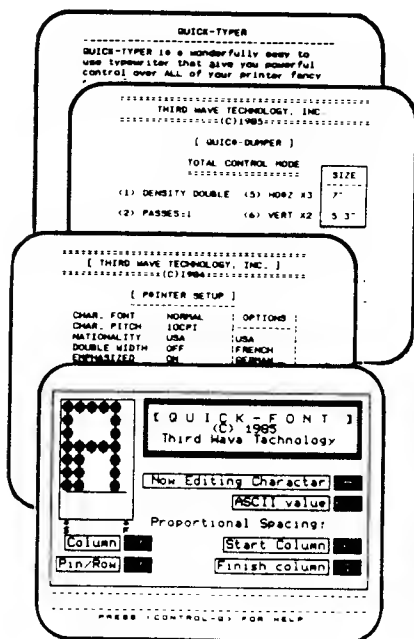 QUICK-TYPER
QUICK-TYPER is a wonderfully easy to
use typewriter that give you powerful
control over ALL of your printer fancy
THIRD WAVE TECHNOLOGY, INC.
(C)1985
[ QUICK-DUMPER ]
TOTAL CONTROL MODE
SIZE
(1) DENSITY DOUBLE (5) HORZ X3 7"
(2) PASSES:1 (6) VERT X2 5.3"
[ THIRD WAVE TECHNOLOGY, INC. ]
(C)1984
[ PRINTER SETUP ]
CHAR. FONT NORMAL OPTIONS
CHAR. PITCH 10CPI
NATIONALITY USA USA
DOUBLE WIDTH OFF FRENCH
EMPHASIZED ON GERMAN
[ QUICK-FONT ]
(C) 1985
Third Wave Technology
Now Editing Character
ASCII value
Proportional Spacing:
S F
Column Start Column
Pin/Row Finish column
PRESS (CONTROL-Q) FOR HELP